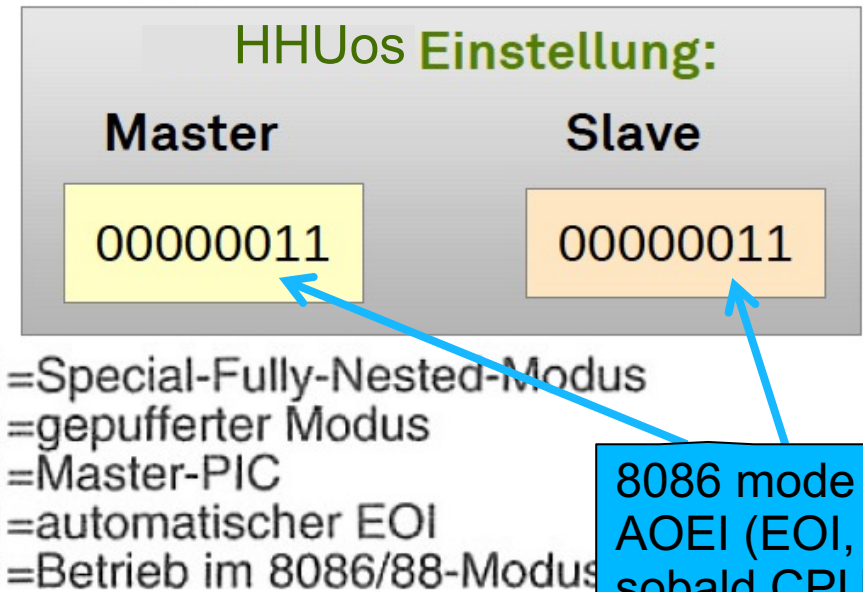 HHUos Einstellung:
Master Slave
00000011 00000011
=Special-Fully-Nested-Modus
=gepufferter Modus
=Master-PIC
=automatischer EOI
=Betrieb im 8086/88-Modus
8086 mode
AOEI (EOI,
sobald